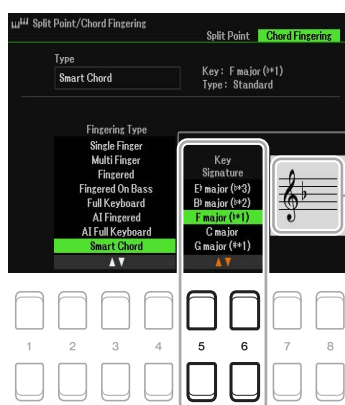 Split Point/Chord Fingering
Split Point Chord Fingering
Type
Smart Chord
Key: F major (♭*1)
Type: Standard
Fingering Type
Single Finger
Multi Finger
Fingered
Fingered On Bass
Full Keyboard
AI Fingered
AI Full Keyboard
Smart Chord
Key
Signature
E♭ major (♭*3)
B♭ major (♭*2)
F major (♭*1)
C major
G major (♯*1)
1 2 3 4 5 6 7 8